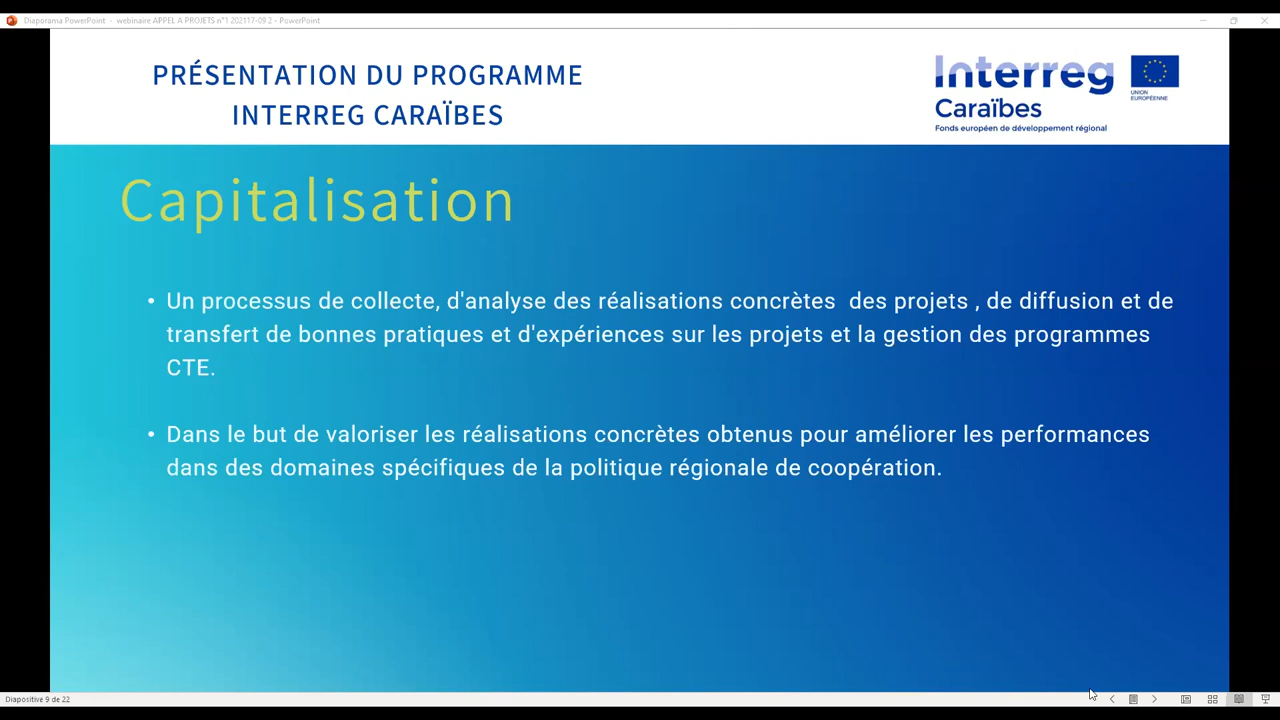 Diaporama PowerPoint - webinaire APPEL A PROJETS n°1 202117-09 2 - PowerPoint
PRÉSENTATION DU PROGRAMME
INTERREG CARAÏBES
Interreg
Caraïbes
Fonds européen de développement régional
UNION
EUROPÉENNE
Capitalisation
• Un processus de collecte, d'analyse des réalisations concrètes  des projets , de diffusion et de
transfert de bonnes pratiques et d'expériences sur les projets et la gestion des programmes
CTE.
• Dans le but de valoriser les réalisations concrètes obtenus pour améliorer les performances
dans des domaines spécifiques de la politique régionale de coopération.
Diapositive 9 de 22